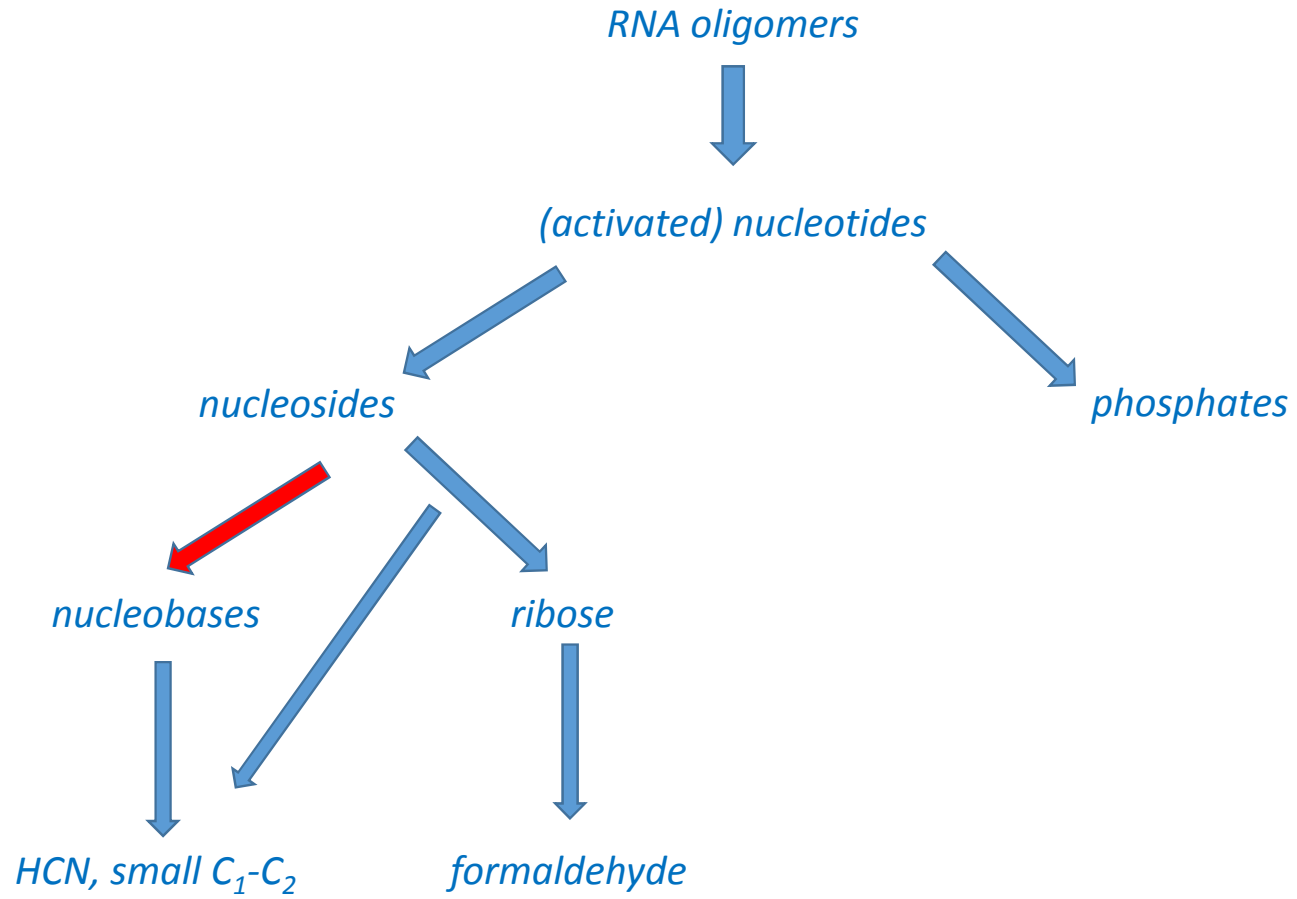 RNA oligomers
(activated) nucleotides
nucleosides
phosphates
nucleobases
ribose
HCN, small C₁-C₂
formaldehyde